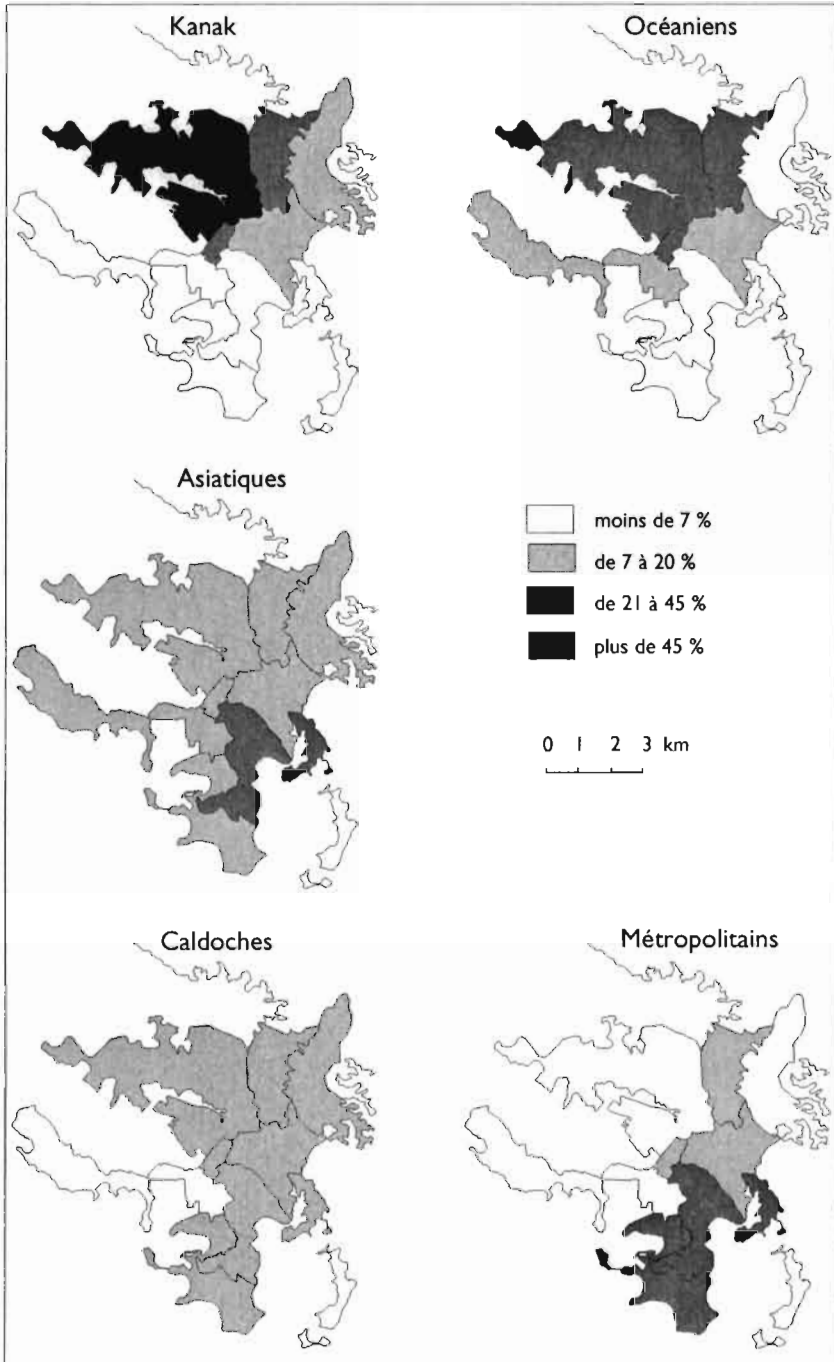 Kanak
Océaniens
Asiatiques
moins de 7 %
de 7 à 20 %
de 21 à 45 %
plus de 45 %
0 1 2 3 km
Caldoches
Métropolitains